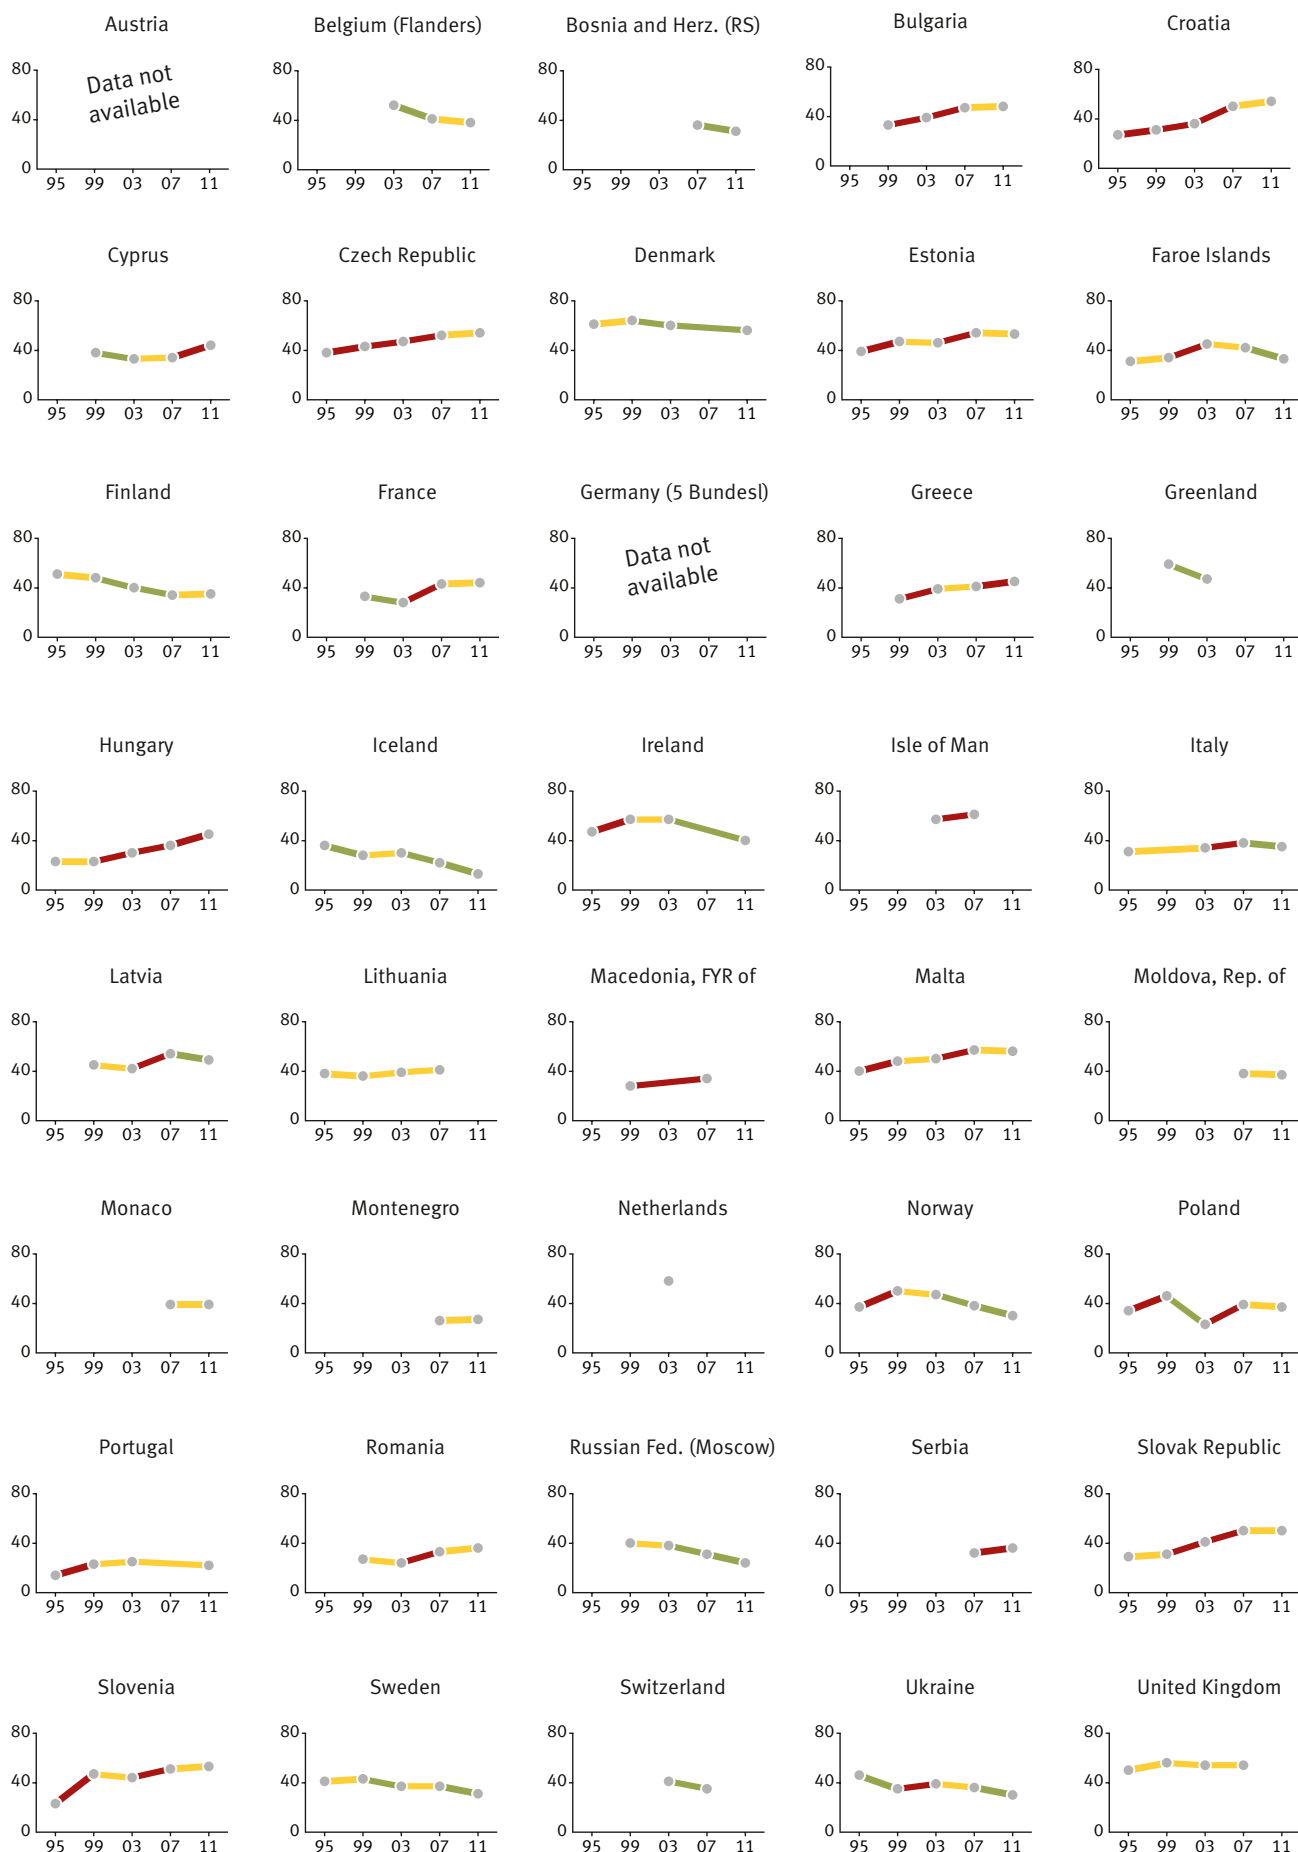 Austria
Belgium (Flanders)
Bosnia and Herz. (RS)
Bulgaria
Croatia
80
40
0
Data not
available
95 99 03 07 11
80
40
0
95 99 03 07 11
80
40
0
95 99 03 07 11
80
40
0
95 99 03 07 11
80
40
0
95 99 03 07 11
Cyprus
Czech Republic
Denmark
Estonia
Faroe Islands
80
40
0
95 99 03 07 11
80
40
0
95 99 03 07 11
80
40
0
95 99 03 07 11
80
40
0
95 99 03 07 11
80
40
0
95 99 03 07 11
Finland
France
Germany (5 Bundesl)
Greece
Greenland
80
40
0
95 99 03 07 11
80
40
0
95 99 03 07 11
80
40
0
Data not
available
95 99 03 07 11
80
40
0
95 99 03 07 11
80
40
0
95 99 03 07 11
Hungary
Iceland
Ireland
Isle of Man
Italy
80
40
0
95 99 03 07 11
80
40
0
95 99 03 07 11
80
40
0
95 99 03 07 11
80
40
0
95 99 03 07 11
80
40
0
95 99 03 07 11
Latvia
Lithuania
Macedonia, FYR of
Malta
Moldova, Rep. of
80
40
0
95 99 03 07 11
80
40
0
95 99 03 07 11
80
40
0
95 99 03 07 11
80
40
0
95 99 03 07 11
80
40
0
95 99 03 07 11
Monaco
Montenegro
Netherlands
Norway
Poland
80
40
0
95 99 03 07 11
80
40
0
95 99 03 07 11
80
40
0
95 99 03 07 11
80
40
0
95 99 03 07 11
80
40
0
95 99 03 07 11
Portugal
Romania
Russian Fed. (Moscow)
Serbia
Slovak Republic
80
40
0
95 99 03 07 11
80
40
0
95 99 03 07 11
80
40
0
95 99 03 07 11
80
40
0
95 99 03 07 11
80
40
0
95 99 03 07 11
Slovenia
Sweden
Switzerland
Ukraine
United Kingdom
80
40
0
95 99 03 07 11
80
40
0
95 99 03 07 11
80
40
0
95 99 03 07 11
80
40
0
95 99 03 07 11
80
40
0
95 99 03 07 11